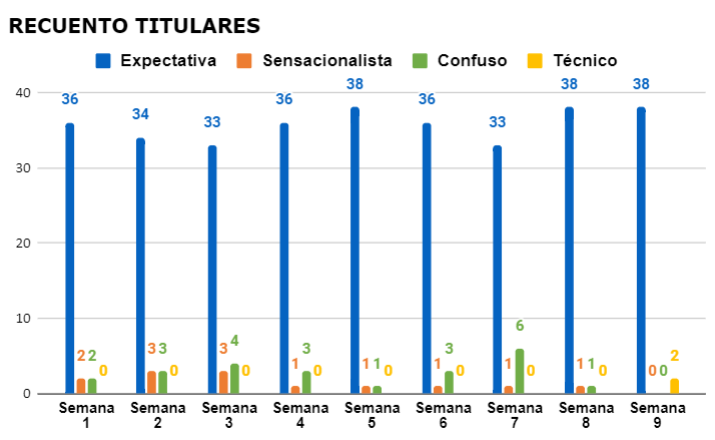 RECUENTO TITULARES
Expectativa Sensacionalista Confuso Técnico
40
30
20
10
0
36 2 2 0
34 3 3 0
33 3 4 0
36 1 3 0
38 1 1 0
36 1 3 0
33 1 6 0
38 1 1 0
38 0 0 2
Semana Semana Semana Semana Semana Semana Semana Semana Semana
1 2 3 4 5 6 7 8 9